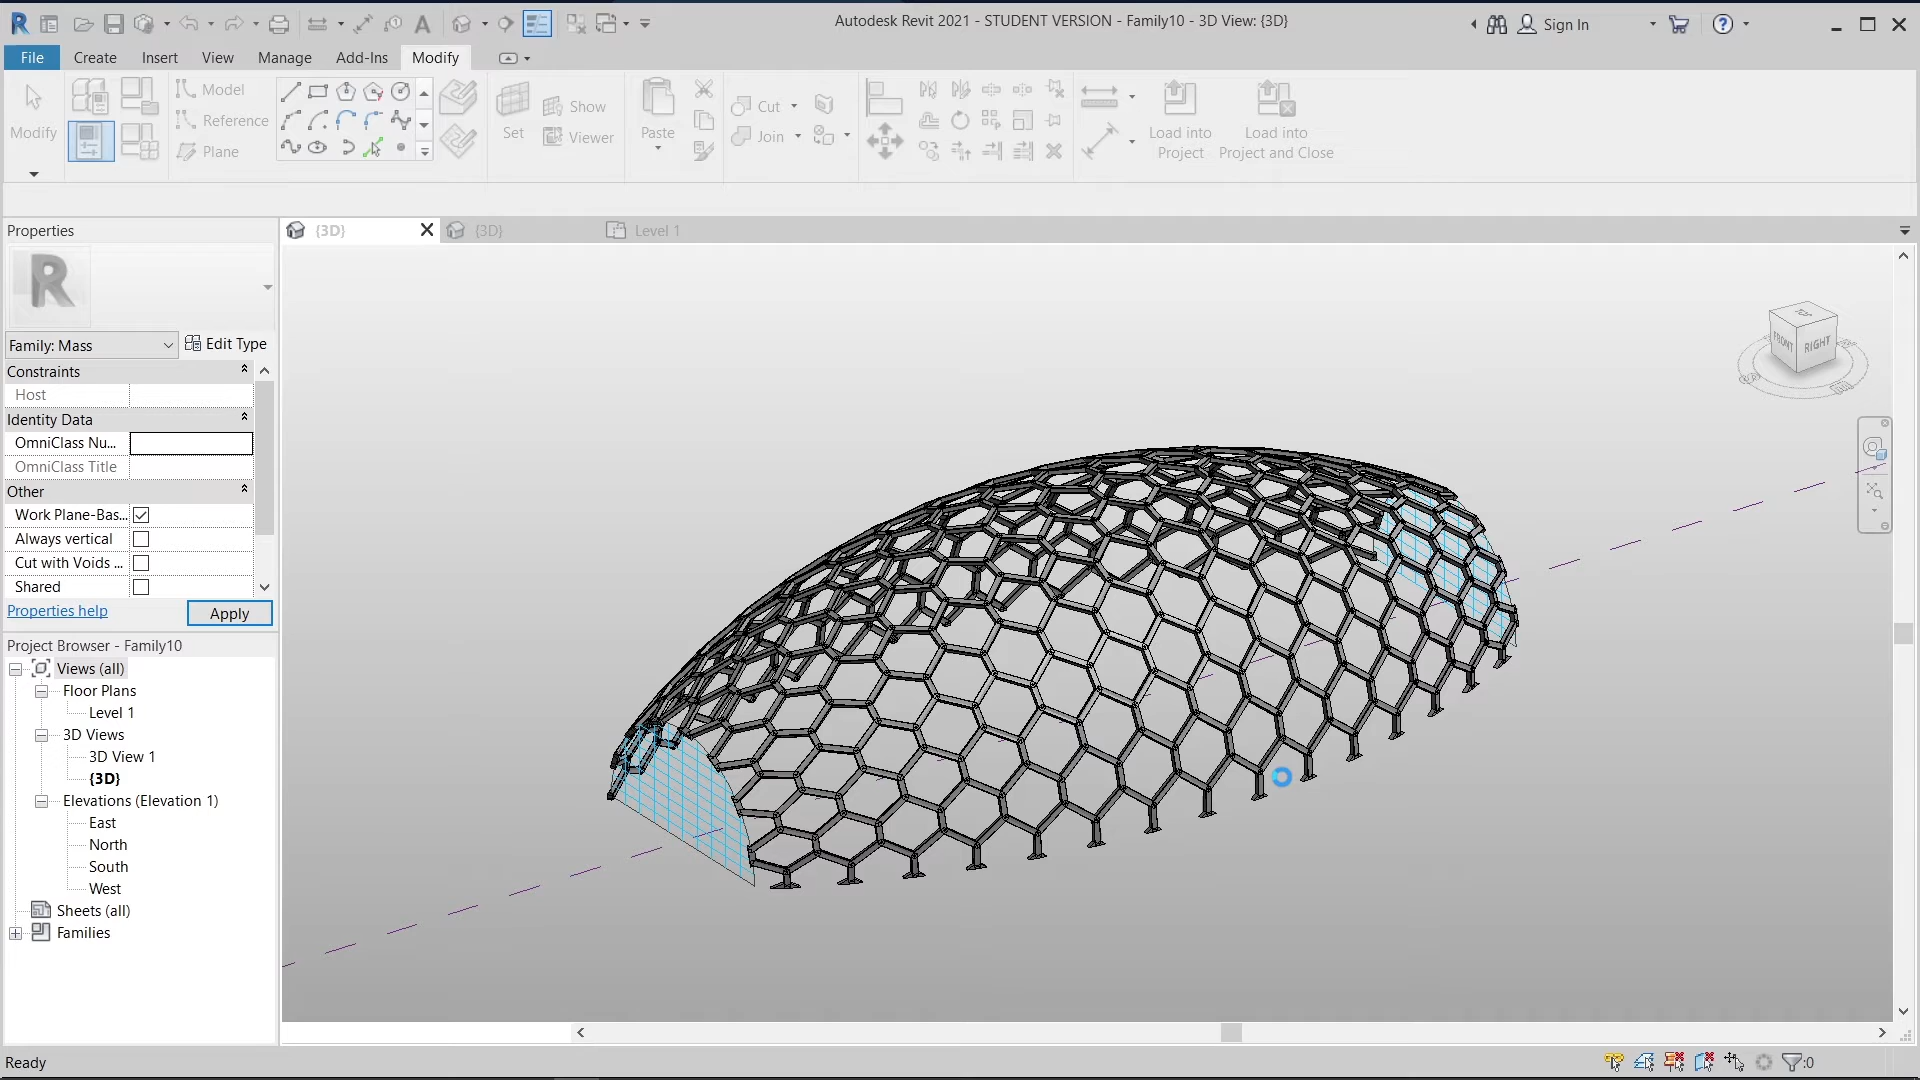 Autodesk Revit 2021 - STUDENT VERSION - Family10 - 3D View: {3D}
Sign In
File Create Insert View Manage Add-Ins Modify
Modify
Model
Reference
Plane
Set
Show
Viewer
Paste
Cut
Join
Load into
Project
Load into
Project and Close
Properties
{3D}
{3D}
Level 1
R
Family: Mass
Edit Type
Constraints
Host
Identity Data
OmniClass Nu...
OmniClass Title
Other
Work Plane-Bas...
Always vertical
Cut with Voids ...
Shared
Properties help
Apply
Project Browser - Family10
Views (all)
Floor Plans
Level 1
3D Views
3D View 1
{3D}
Elevations (Elevation 1)
East
North
South
West
Sheets (all)
Families
TOP
FRONT
RIGHT
Ready
:0